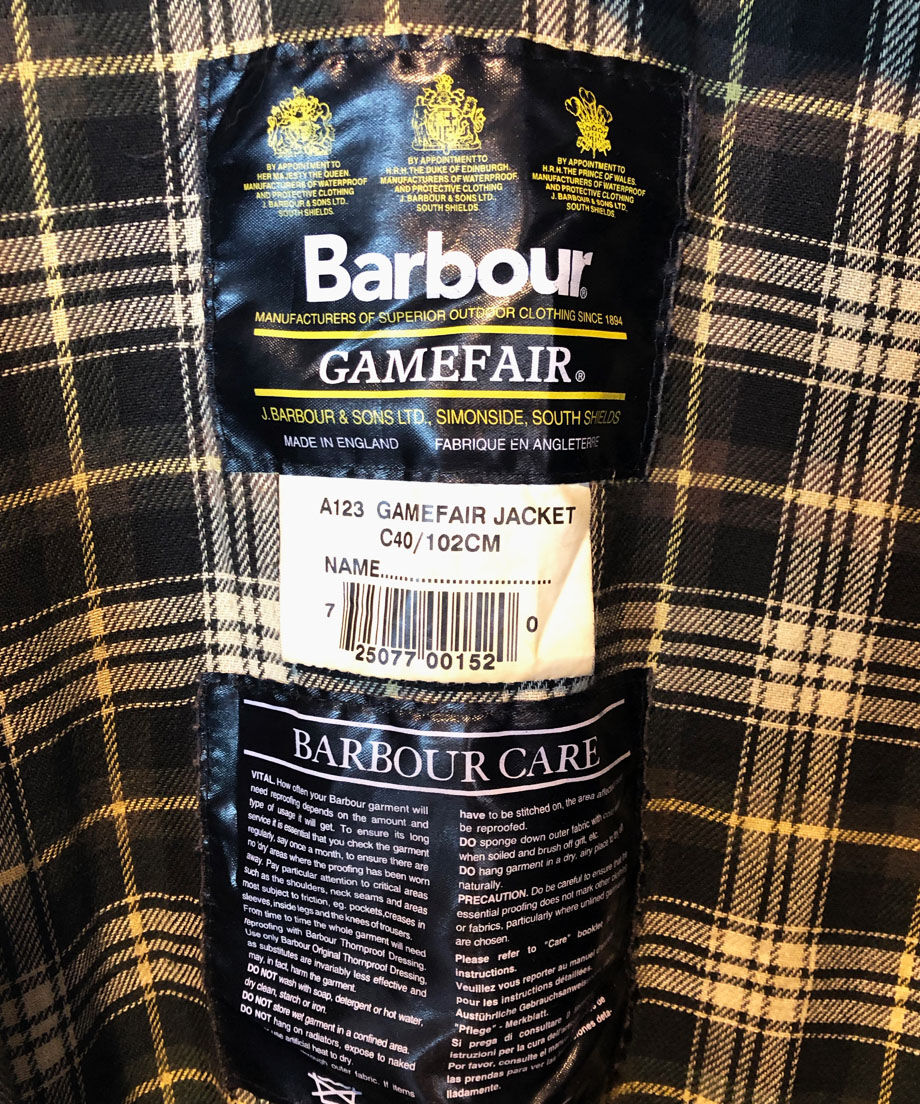 BY APPOINTMENT TO
HER MAJESTY THE QUEEN.
MANUFACTURERS OF WATERPROOF
AND PROTECTIVE CLOTHING
J. BARBOUR & SONS LTD.
SOUTH SHIELDS.
BY APPOINTMENT TO
H.R.H. THE DUKE OF EDINBURGH.
MANUFACTURERS OF WATERPROOF
AND PROTECTIVE CLOTHING
J. BARBOUR & SONS LTD.
SOUTH SHIELDS.
BY APPOINTMENT TO
H.R.H. THE PRINCE OF WALES.
MANUFACTURERS OF WATERPROOF
AND PROTECTIVE CLOTHING
J. BARBOUR & SONS LTD.
SOUTH SHIELDS.
Barbour®
MANUFACTURERS OF SUPERIOR OUTDOOR CLOTHING SINCE 1894
GAMEFAIR®
J. BARBOUR & SONS LTD., SIMONSIDE, SOUTH SHIELDS
MADE IN ENGLAND FABRIQUE EN ANGLETERRE
A123 GAMEFAIR JACKET
C40/102CM
NAME..................................
7 25077 00152 0
BARBOUR CARE
VITAL. How often your Barbour garment will
need reproofing depends on the amount and
type of usage it will get. To ensure its long
service it is essential that you check the garment
regularly, say once a month, to ensure there are
no 'dry' areas where the proofing has been worn
away. Pay particular attention to critical areas
such as the shoulders, neck seams and areas
most subject to friction, eg. pockets, creases in
sleeves, inside legs and the knees of trousers.
From time to time the whole garment will need
reproofing with Barbour Thornproof Dressing.
Use only Barbour Original Thornproof Dressing,
as substitutes are invariably less effective and
may, in fact, harm the garment.
DO NOT wash with soap, detergent or hot water,
dry clean, starch or iron.
DO NOT store wet garment in a confined area.
DO NOT hang on radiators, expose to naked
use artificial heat to dry.
through outer fabric. If items
have to be stitched on, the area
be reproofed.
DO sponge down outer fabric with
when soiled and brush off grit, etc.
DO hang garment in a dry, airy place to
naturally.
PRECAUTION. Do be careful to ensure that
essential proofing does not mark other
or fabrics, particularly where unlined
are chosen.
Please refer to "Care"
instructions.
Veuillez vous reporter au manuel
pour les instructions détaillées.
Ausführliche
"Pflege" - Merkblatt.
Si prega di consultare
istruzioni per la cura
Por favor, consulte el
las prendas para ver
lladamente.